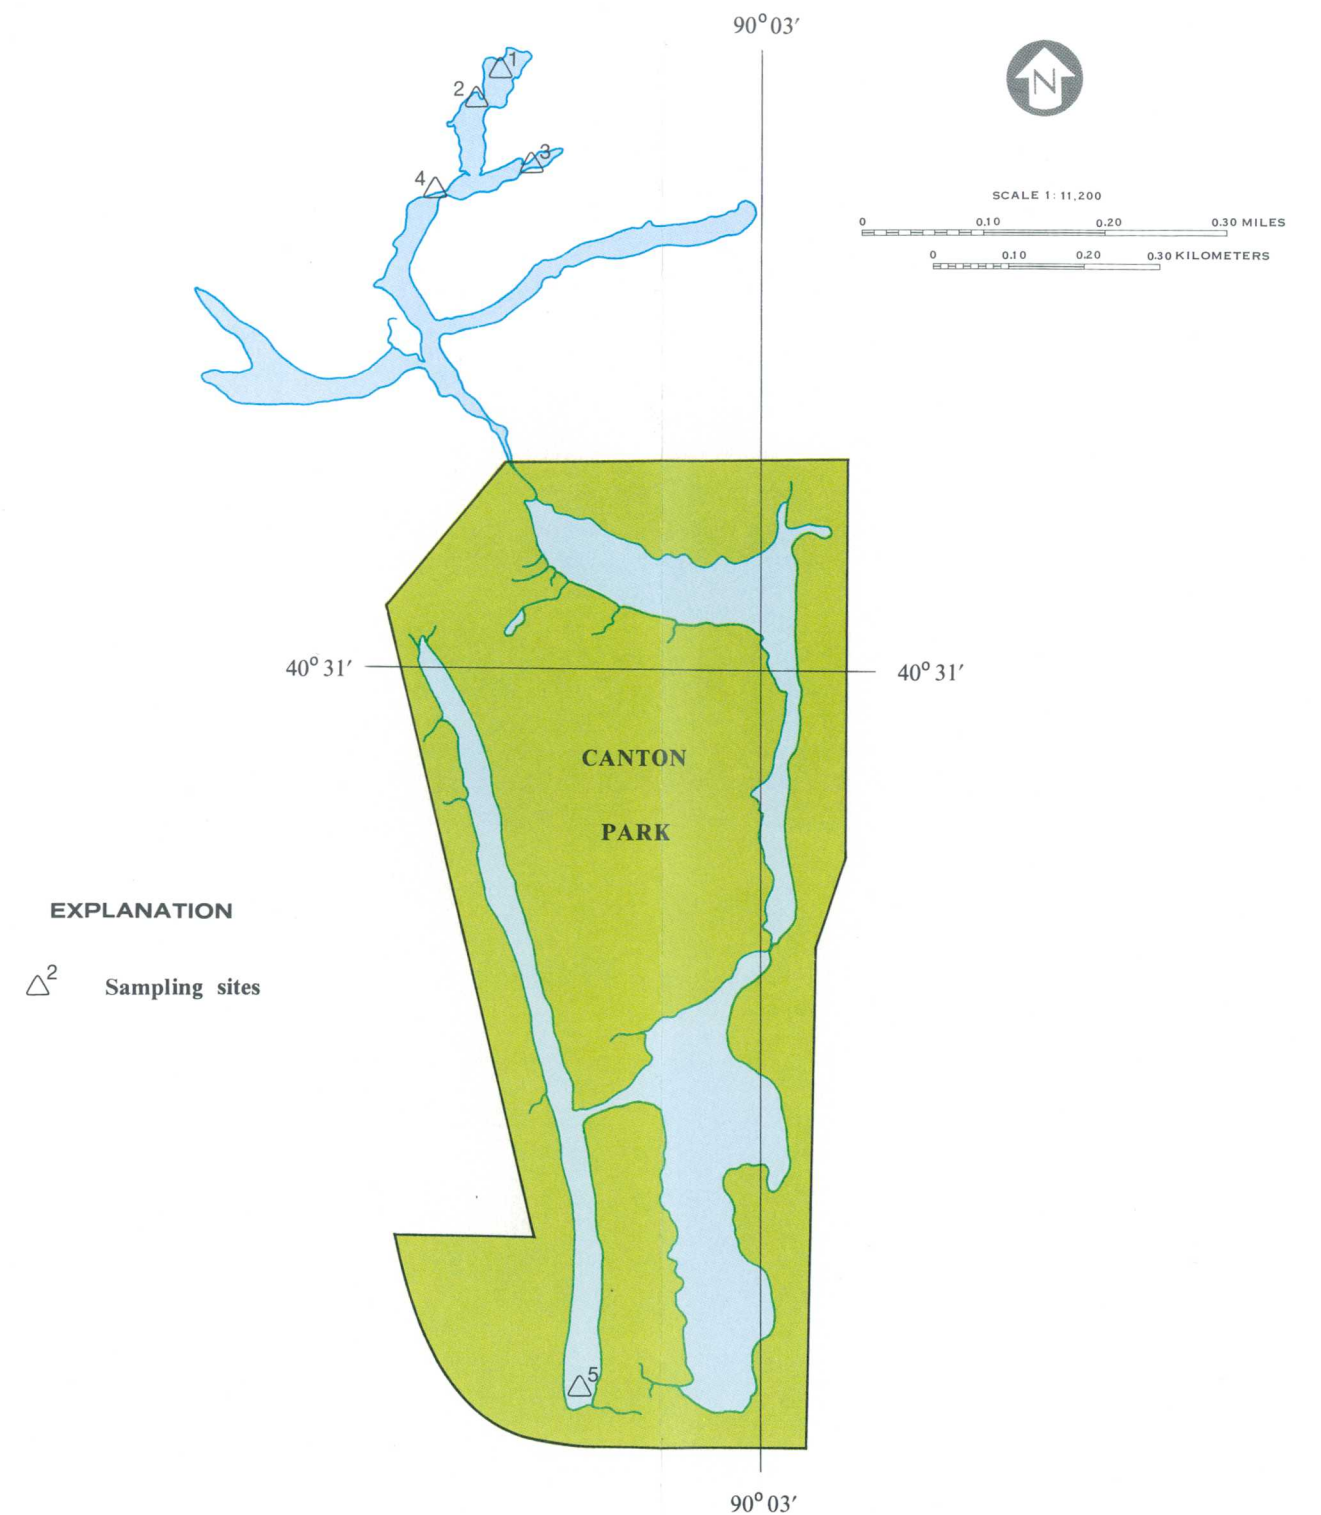 90° 03′
N
1
2
3
4
SCALE 1: 11,200
0 0.10 0.20 0.30 MILES
0 0.10 0.20 0.30 KILOMETERS
40° 31′
40° 31′
CANTON
PARK
EXPLANATION
2
Sampling sites
5
90° 03′